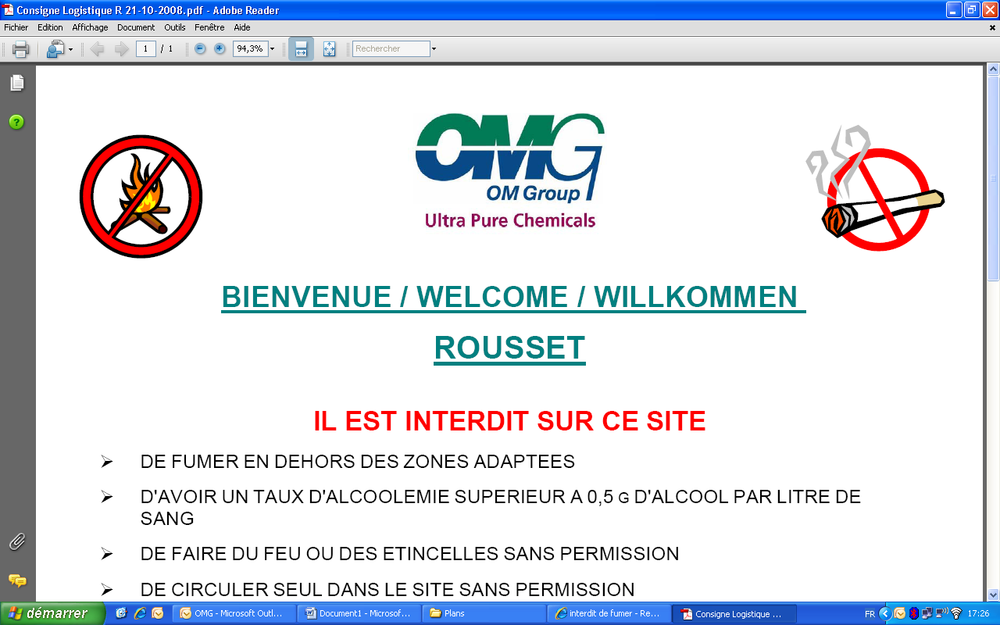 Consigne Logistique R 21-10-2008.pdf - Adobe Reader
Fichier Edition Affichage Document Outils Fenêtre Aide
1 / 1 94,3% Rechercher
OMG
OM Group
Ultra Pure Chemicals
BIENVENUE / WELCOME / WILLKOMMEN
ROUSSET
IL EST INTERDIT SUR CE SITE
DE FUMER EN DEHORS DES ZONES ADAPTEES
D'AVOIR UN TAUX D'ALCOOLEMIE SUPERIEUR A 0,5 G D'ALCOOL PAR LITRE DE
SANG
DE FAIRE DU FEU OU DES ETINCELLES SANS PERMISSION
DE CIRCULER SEUL DANS LE SITE SANS PERMISSION
démarrer OMG - Microsoft Outl... Document1 - Microsof... Plans interdit de fumer - Re... Consigne Logistique ... FR 17:26